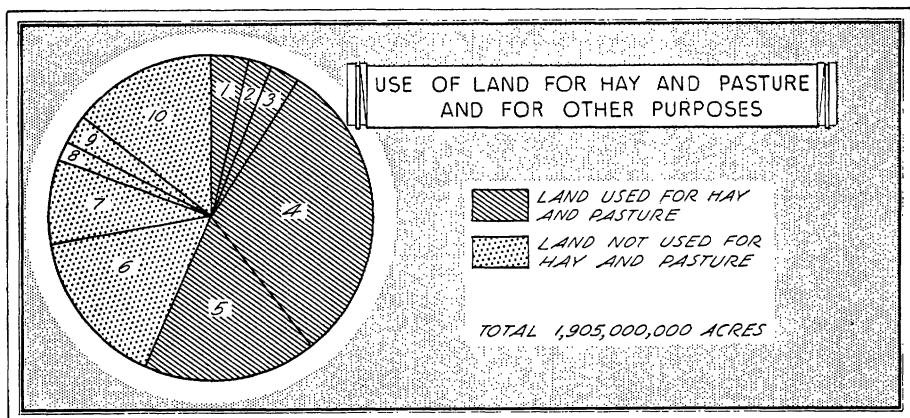 USE OF LAND FOR HAY AND PASTURE
AND FOR OTHER PURPOSES
1
2
3
4
5
6
7
8
9
10
LAND USED FOR HAY
AND PASTURE
LAND NOT USED FOR
HAY AND PASTURE
TOTAL 1,905,000,000 ACRES